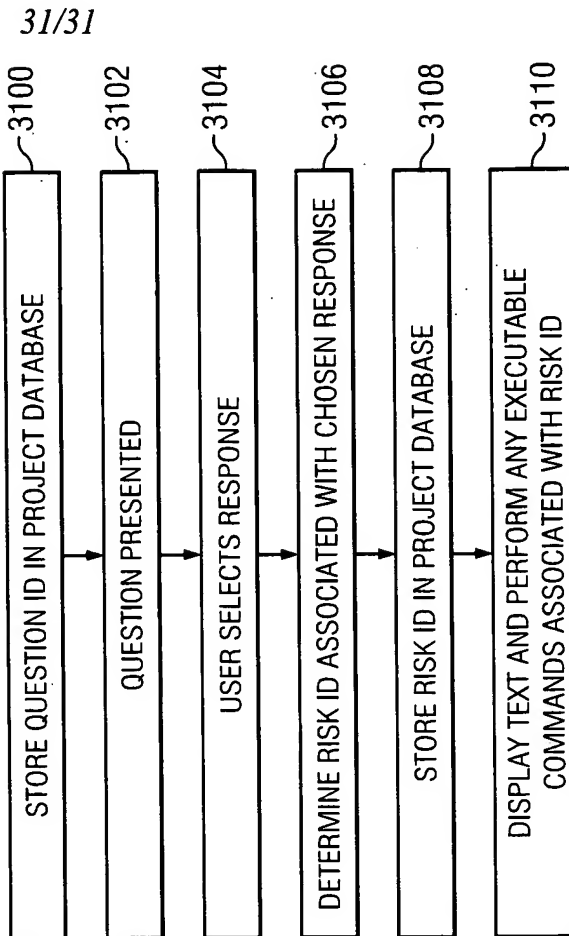 31/31
STORE QUESTION ID IN PROJECT DATABASE
3100
QUESTION PRESENTED
3102
USER SELECTS RESPONSE
3104
DETERMINE RISK ID ASSOCIATED WITH CHOSEN RESPONSE
3106
STORE RISK ID IN PROJECT DATABASE
3108
DISPLAY TEXT AND PERFORM ANY EXECUTABLE
COMMANDS ASSOCIATED WITH RISK ID
3110